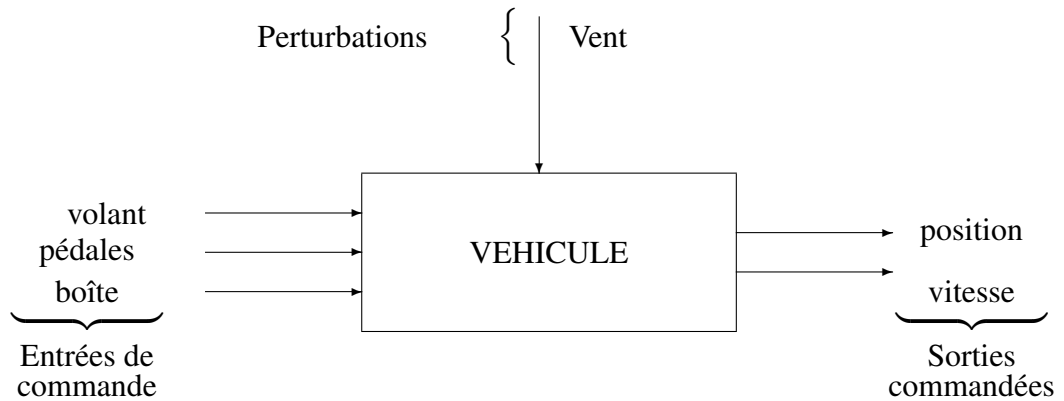 Perturbations { Vent
volant
pédales
boîte
Entrées de
commande
VEHICULE
position
vitesse
Sorties
commandées